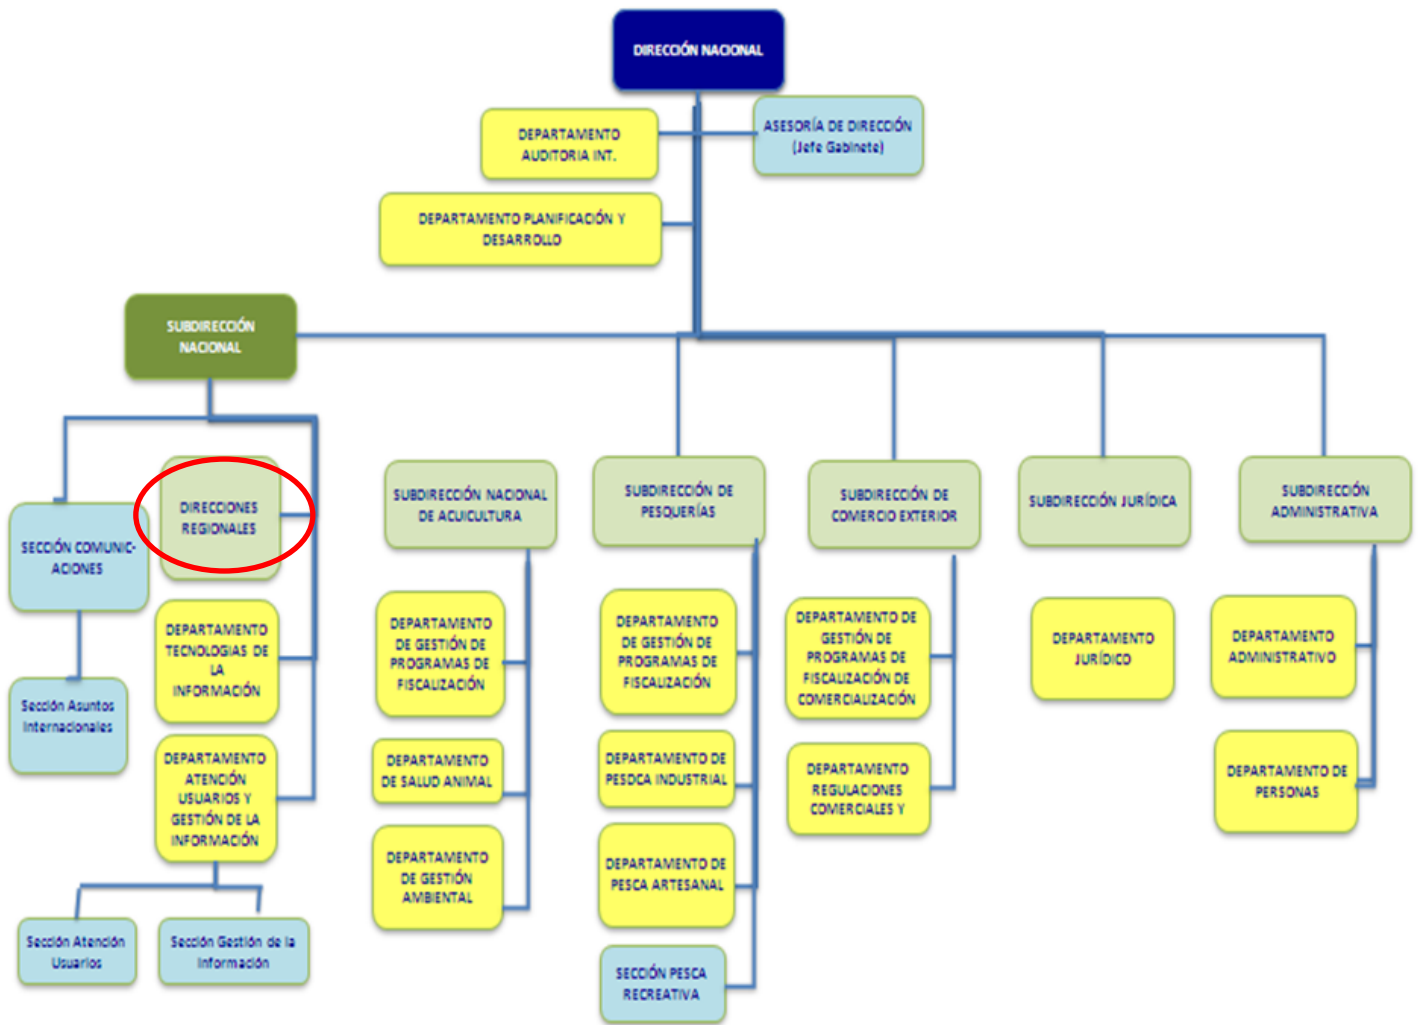 DIRECCIÓN NACIONAL
DEPARTAMENTO
AUDITORIA INT.
ASESORÍA DE DIRECCIÓN
(Jefe Gabinete)
DEPARTAMENTO PLANIFICACIÓN Y
DESARROLLO
SUBDIRECCIÓN
NACIONAL
SECCIÓN COMUNIC-
ACIONES
DIRECCIONES
REGIONALES
SUBDIRECCIÓN NACIONAL
DE ACUICULTURA
SUBDIRECCIÓN DE
PESQUERÍAS
SUBDIRECCIÓN DE
COMERCIO EXTERIOR
SUBDIRECCIÓN JURÍDICA
SUBDIRECCIÓN
ADMINISTRATIVA
Sección Asuntos
Internacionales
DEPARTAMENTO
TECNOLOGIAS DE
LA
INFORMACIÓN
DEPARTAMENTO
ATENCIÓN
USUARIOS Y
GESTIÓN DE LA
INFORMACIÓN
Sección Atención
Usuarios
Sección Gestión de la
Información
DEPARTAMENTO
DE GESTIÓN DE
PROGRAMAS DE
FISCALIZACIÓN
DEPARTAMENTO
DE SALUD ANIMAL
DEPARTAMENTO
DE GESTIÓN
AMBIENTAL
DEPARTAMENTO
DE GESTIÓN DE
PROGRAMAS DE
FISCALIZACIÓN
DEPARTAMENTO DE
PESDCA INDUSTRIAL
DEPARTAMENTO DE
PESCA ARTESANAL
SECCIÓN PESCA
RECREATIVA
DEPARTAMENTO DE
GESTIÓN DE
PROGRAMAS DE
FISCALIZACIÓN DE
COMERCIALIZACIÓN
DEPARTAMENTO
REGULACIONES
COMERCIALES Y
DEPARTAMENTO
JURÍDICO
DEPARTAMENTO
ADMINISTRATIVO
DEPARTAMENTO DE
PERSONAS